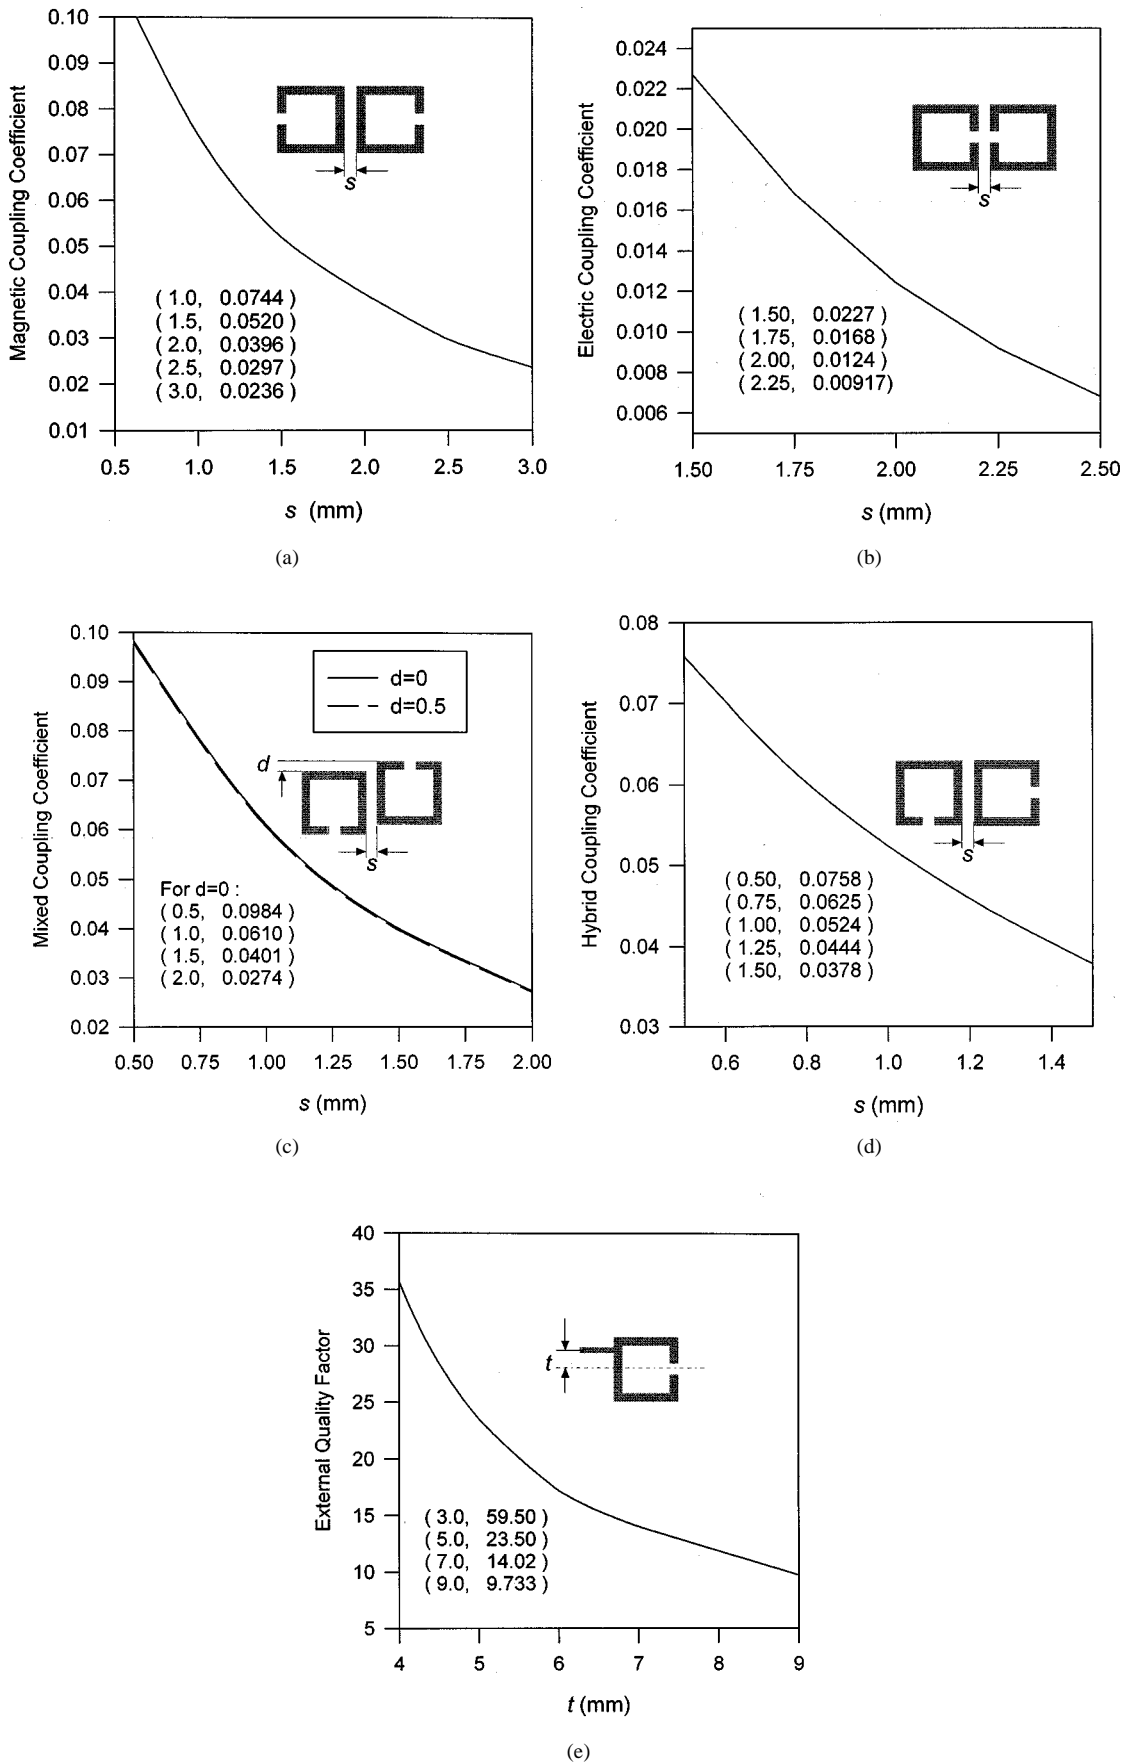 Magnetic Coupling Coefficient
0.10
0.09
0.08
0.07
0.06
0.05
0.04
0.03
0.02
0.01
s
( 1.0, 0.0744 )
( 1.5, 0.0520 )
( 2.0, 0.0396 )
( 2.5, 0.0297 )
( 3.0, 0.0236 )
0.5 1.0 1.5 2.0 2.5 3.0
s (mm)
(a)
Electric Coupling Coefficient
0.024
0.022
0.020
0.018
0.016
0.014
0.012
0.010
0.008
0.006
s
( 1.50, 0.0227 )
( 1.75, 0.0168 )
( 2.00, 0.0124 )
( 2.25, 0.00917)
1.50 1.75 2.00 2.25 2.50
s (mm)
(b)
Mixed Coupling Coefficient
0.10
0.09
0.08
0.07
0.06
0.05
0.04
0.03
0.02
d=0
d=0.5
d
s
For d=0 :
( 0.5, 0.0984 )
( 1.0, 0.0610 )
( 1.5, 0.0401 )
( 2.0, 0.0274 )
0.50 0.75 1.00 1.25 1.50 1.75 2.00
s (mm)
(c)
Hybrid Coupling Coefficient
0.08
0.07
0.06
0.05
0.04
0.03
s
( 0.50, 0.0758 )
( 0.75, 0.0625 )
( 1.00, 0.0524 )
( 1.25, 0.0444 )
( 1.50, 0.0378 )
0.6 0.8 1.0 1.2 1.4
s (mm)
(d)
External Quality Factor
40
35
30
25
20
15
10
5
t
( 3.0, 59.50 )
( 5.0, 23.50 )
( 7.0, 14.02 )
( 9.0, 9.733 )
4 5 6 7 8 9
t (mm)
(e)